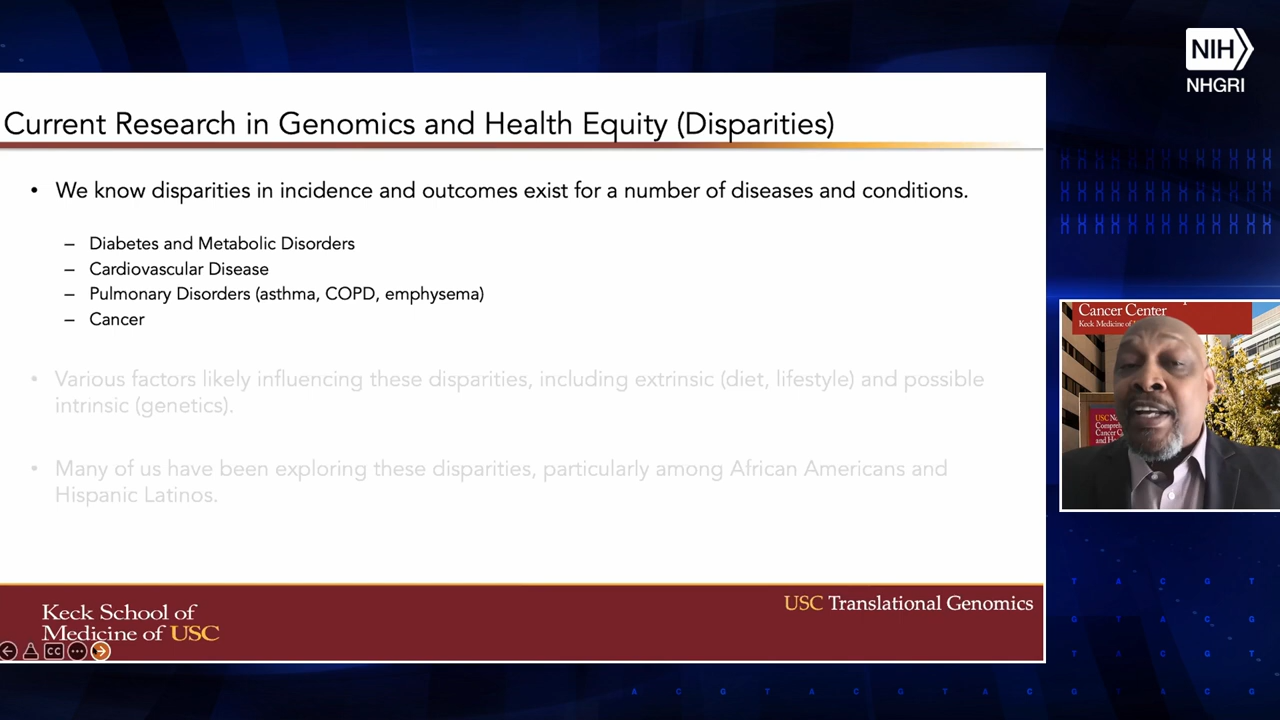 NIH
NHGRI
Current Research in Genomics and Health Equity (Disparities)
• We know disparities in incidence and outcomes exist for a number of diseases and conditions.
– Diabetes and Metabolic Disorders
– Cardiovascular Disease
– Pulmonary Disorders (asthma, COPD, emphysema)
– Cancer
• Various factors likely influencing these disparities, including extrinsic (diet, lifestyle) and possible
intrinsic (genetics).
• Many of us have been exploring these disparities, particularly among African Americans and
Hispanic Latinos.
Cancer Center
Keck Medicine of
Keck School of
Medicine of USC
USC Translational Genomics
CC
T A C G T
G T A C G
T A C G T
A C G T A C G T A C G T A C G T